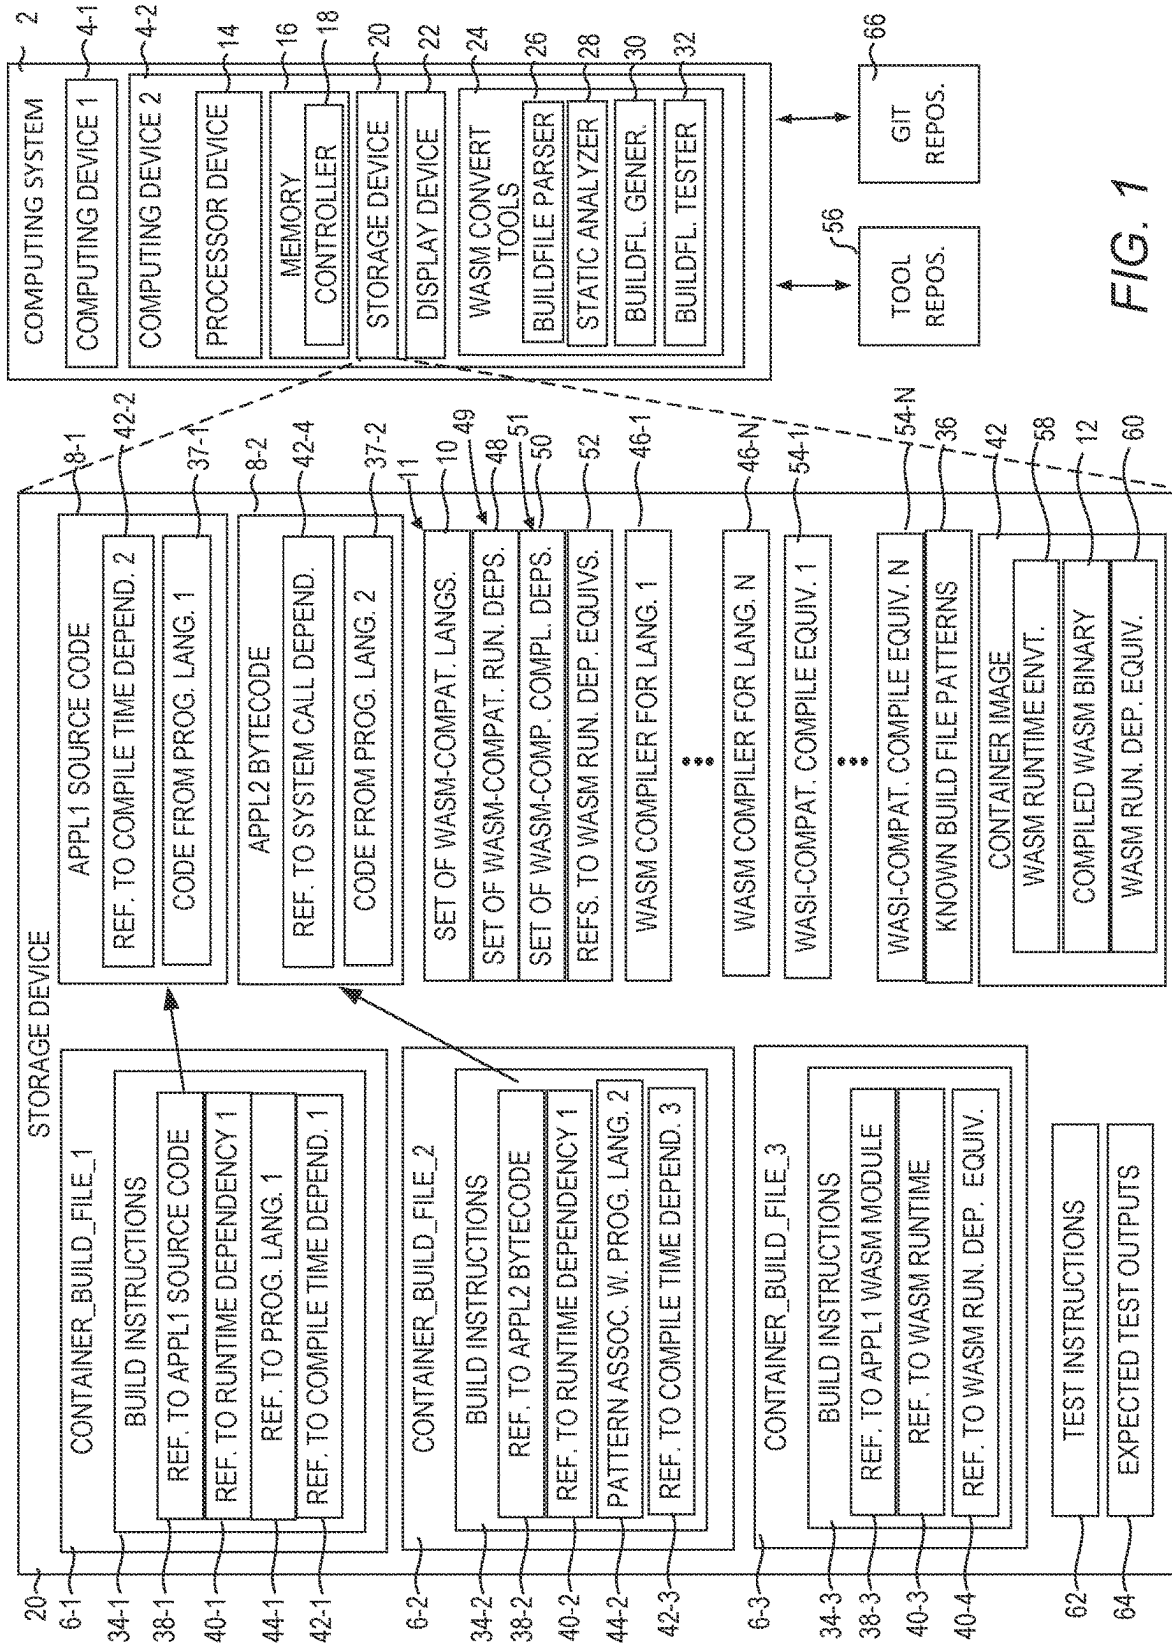 COMPUTING SYSTEM
2
COMPUTING DEVICE 1
4-1
COMPUTING DEVICE 2
4-2
PROCESSOR DEVICE
14
MEMORY
16
CONTROLLER
18
STORAGE DEVICE
20
DISPLAY DEVICE
22
WASM CONVERT
TOOLS
24
BUILDFILE PARSER
26
STATIC ANALYZER
28
BUILDFL. GENER.
30
BUILDFL. TESTER
32
TOOL
REPOS.
56
GIT
REPOS.
66
FIG. 1
STORAGE DEVICE
20
CONTAINER_BUILD_FILE_1
6-1
BUILD INSTRUCTIONS
34-1
REF. TO APPL1 SOURCE CODE
38-1
REF. TO RUNTIME DEPENDENCY 1
40-1
REF. TO PROG. LANG. 1
44-1
REF. TO COMPILE TIME DEPEND. 1
42-1
CONTAINER_BUILD_FILE_2
6-2
BUILD INSTRUCTIONS
34-2
REF. TO APPL2 BYTECODE
38-2
REF. TO RUNTIME DEPENDENCY 1
40-2
PATTERN ASSOC. W. PROG. LANG. 2
44-2
REF. TO COMPILE TIME DEPEND. 3
42-3
CONTAINER_BUILD_FILE_3
6-3
BUILD INSTRUCTIONS
34-3
REF. TO APPL1 WASM MODULE
38-3
REF. TO WASM RUNTIME
40-3
REF. TO WASM RUN. DEP. EQUIV.
40-4
TEST INSTRUCTIONS
62
EXPECTED TEST OUTPUTS
64
APPL1 SOURCE CODE
8-1
REF. TO COMPILE TIME DEPEND. 2
42-2
CODE FROM PROG. LANG. 1
37-1
APPL2 BYTECODE
8-2
REF. TO SYSTEM CALL DEPEND.
42-4
CODE FROM PROG. LANG. 2
37-2
11
SET OF WASM-COMPAT. LANGS.
10
49
SET OF WASM-COMPAT. RUN. DEPS.
48
51
SET OF WASM-COMP. COMPL. DEPS.
50
REFS. TO WASM RUN. DEP. EQUIVS.
52
WASM COMPILER FOR LANG. 1
46-1
WASM COMPILER FOR LANG. N
46-N
WASI-COMPAT. COMPILE EQUIV. 1
54-1
WASI-COMPAT. COMPILE EQUIV. N
54-N
KNOWN BUILD FILE PATTERNS
36
CONTAINER IMAGE
42
WASM RUNTIME ENVT.
58
COMPILED WASM BINARY
12
WASM RUN. DEP. EQUIV.
60